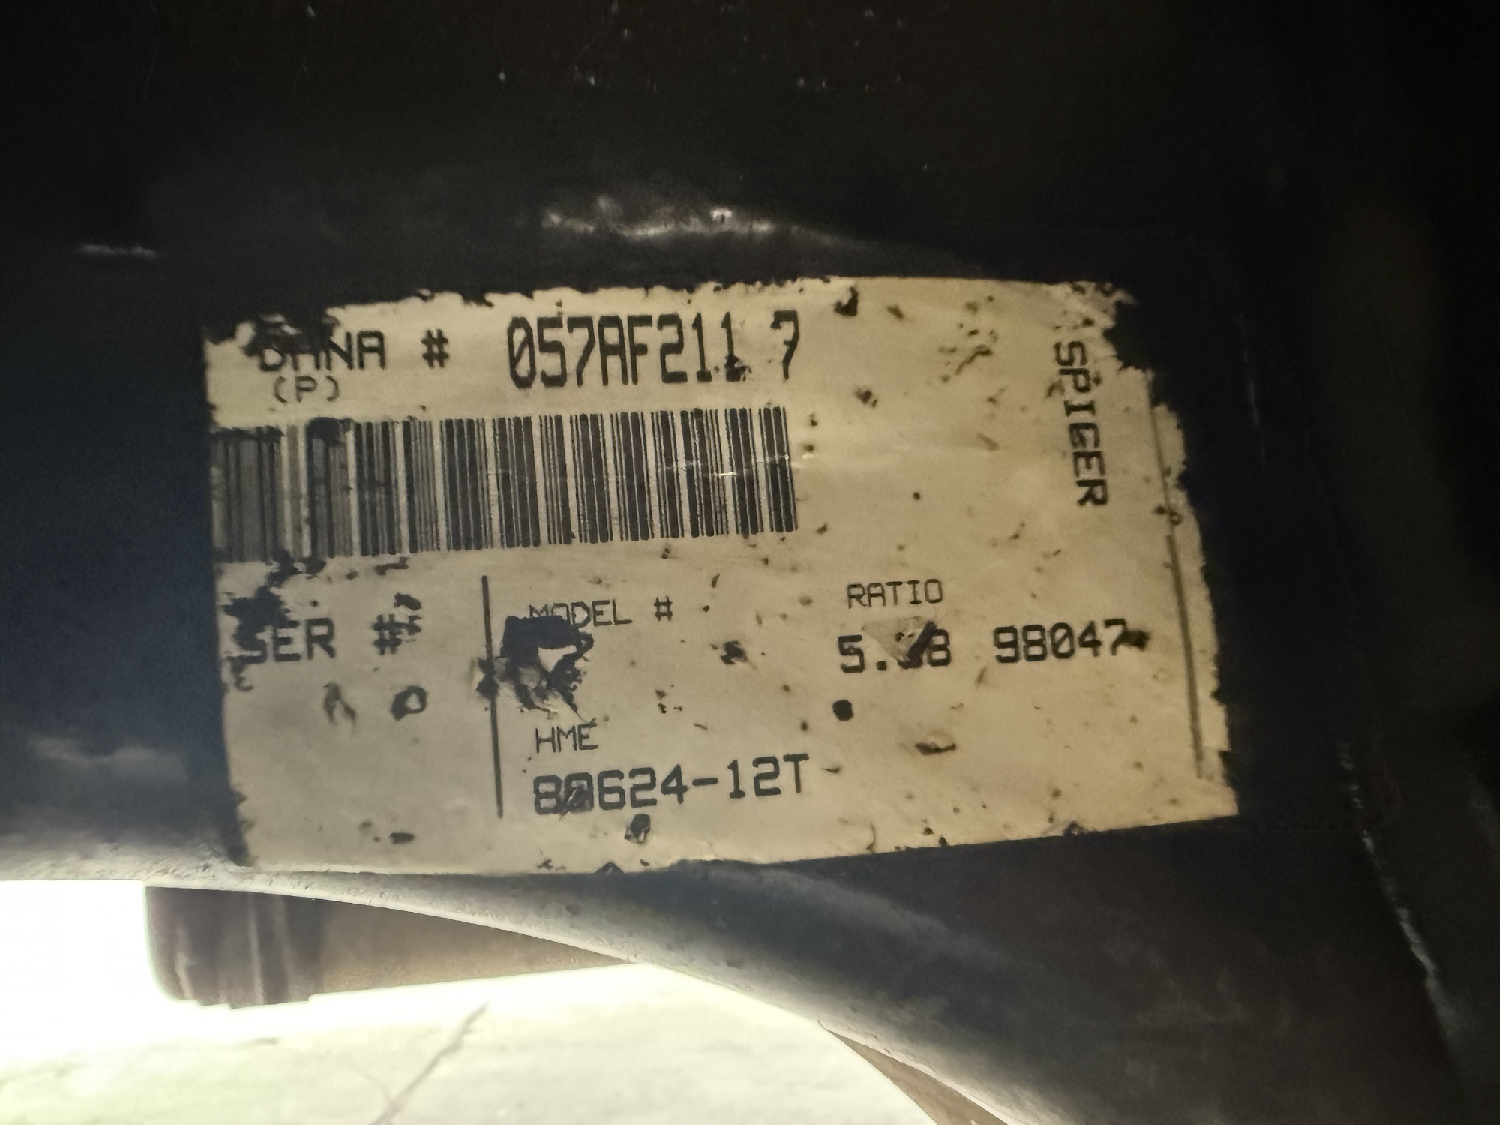 DANA # 057AF211 7
(P)
SPICER
SER #
MODEL #
RATIO
98047
HME
80624-12T